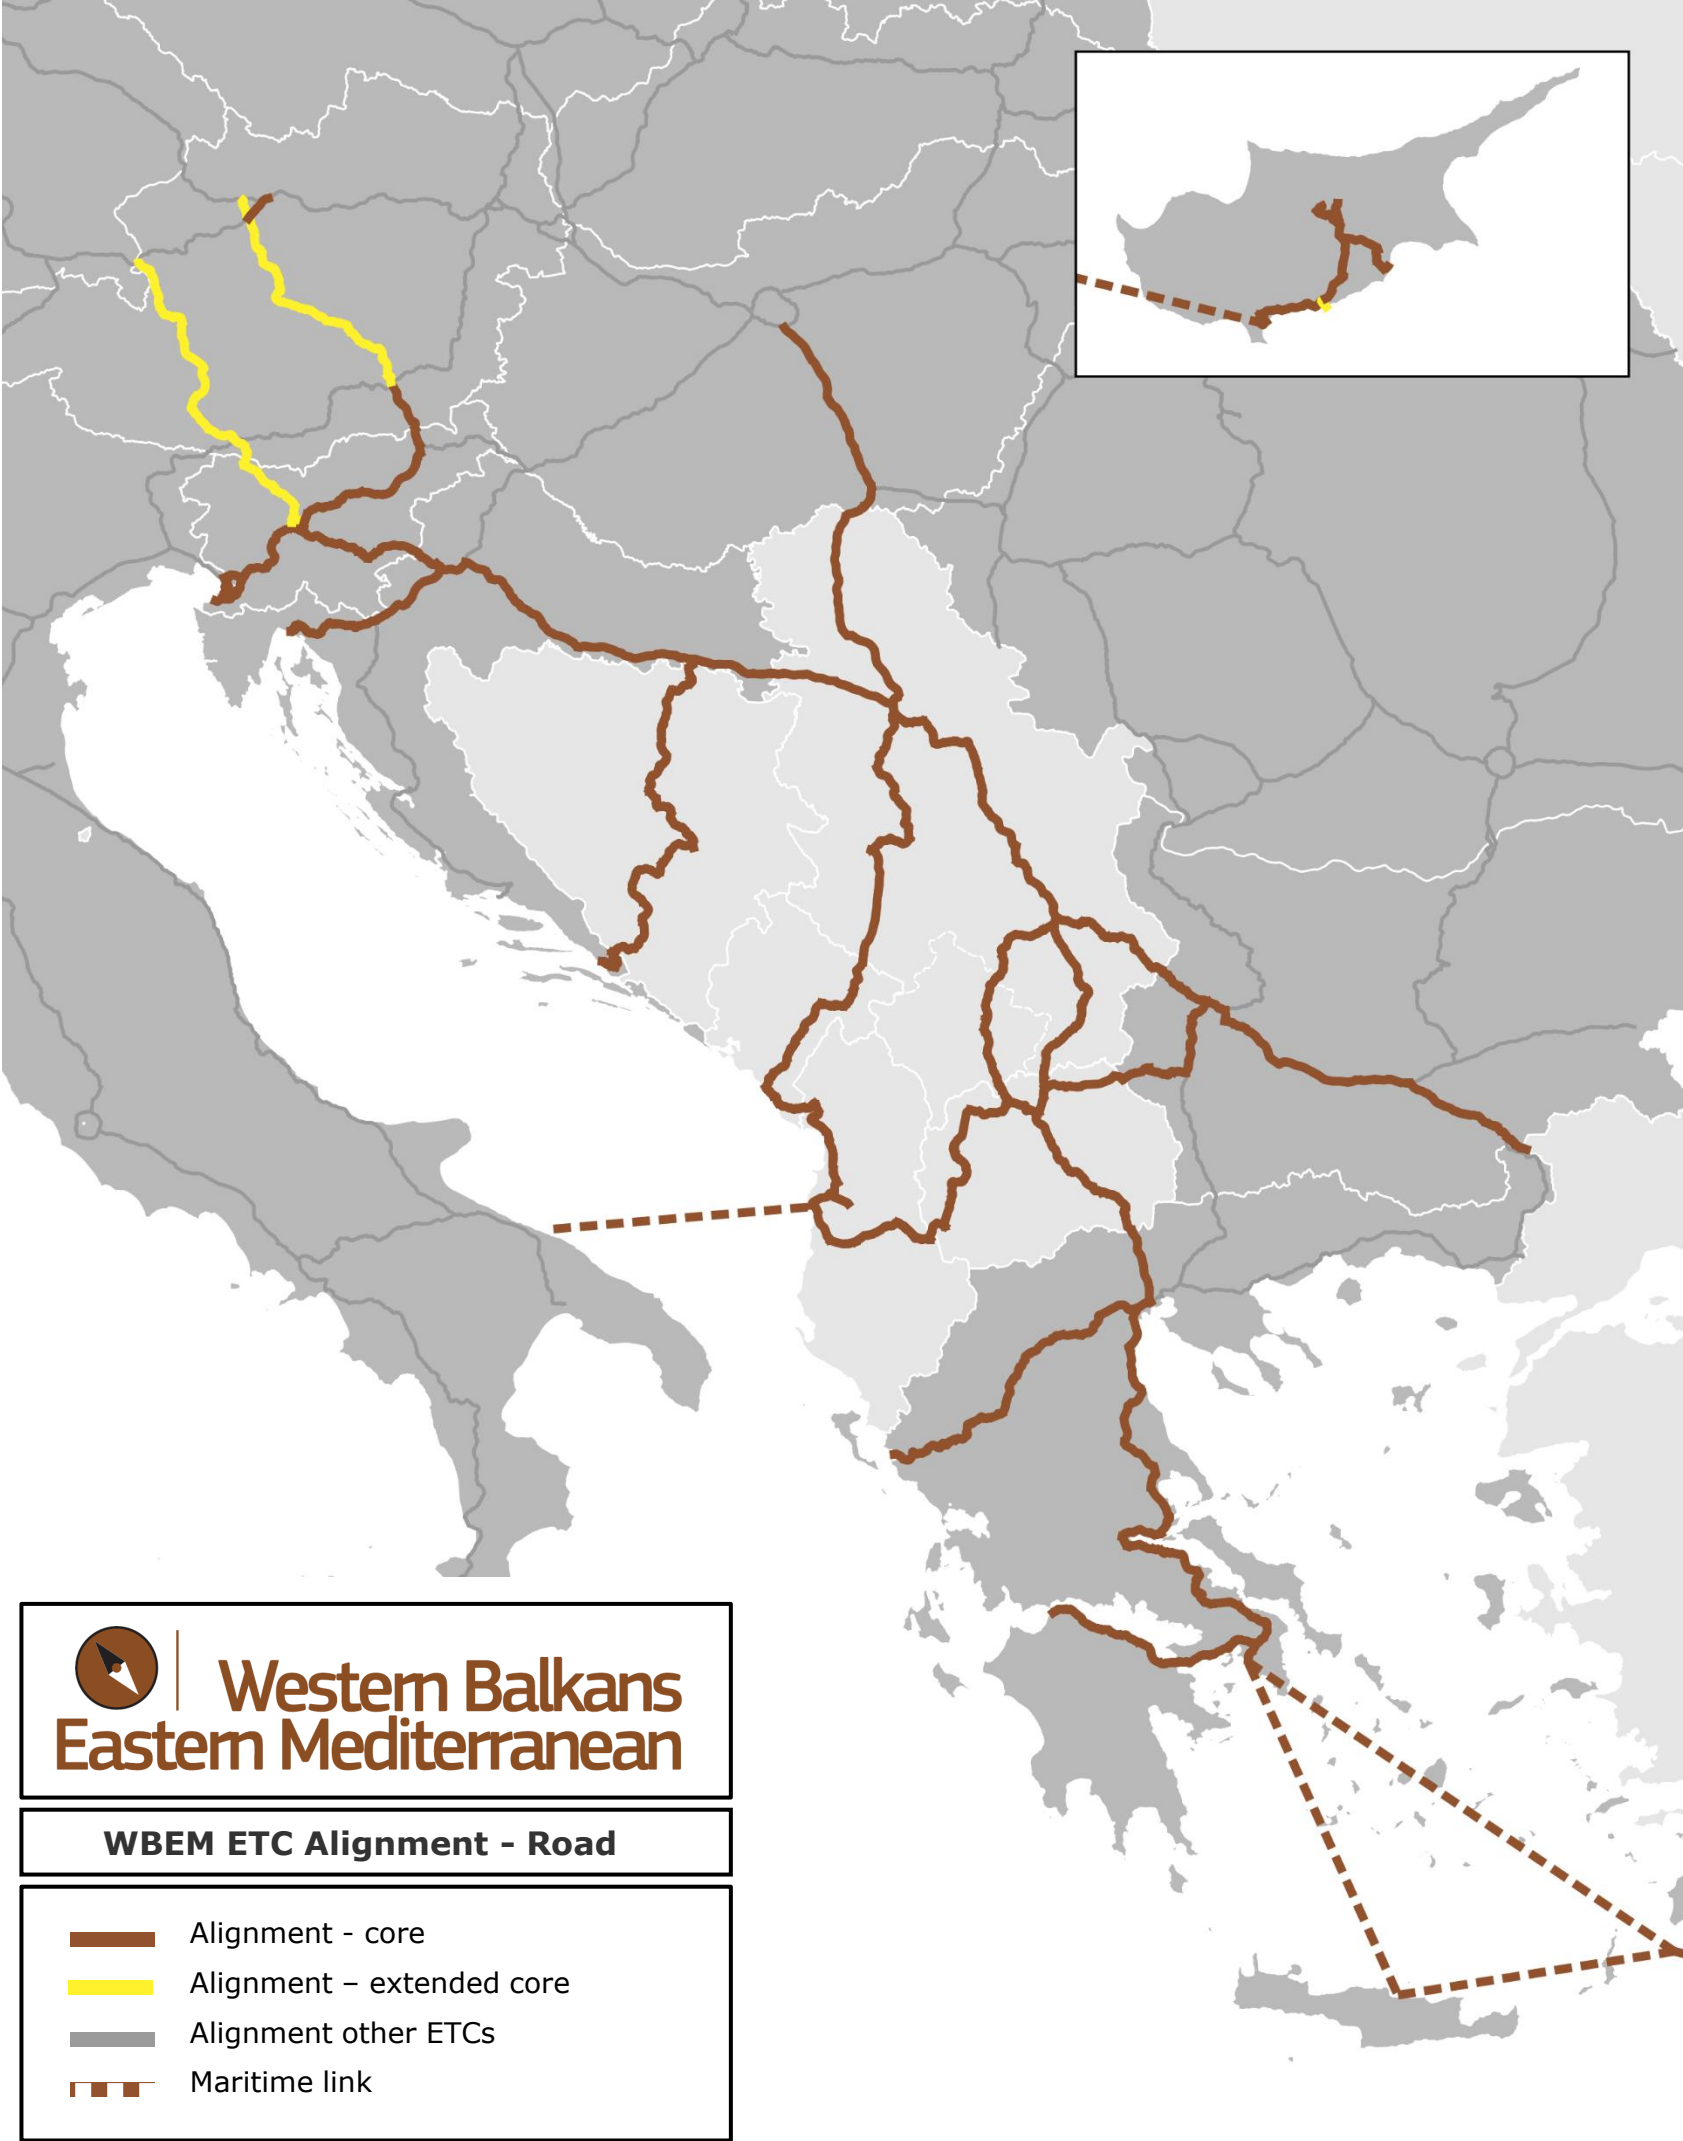 Western Balkans
Eastern Mediterranean
WBEM ETC Alignment - Road
Alignment - core
Alignment – extended core
Alignment other ETCs
Maritime link